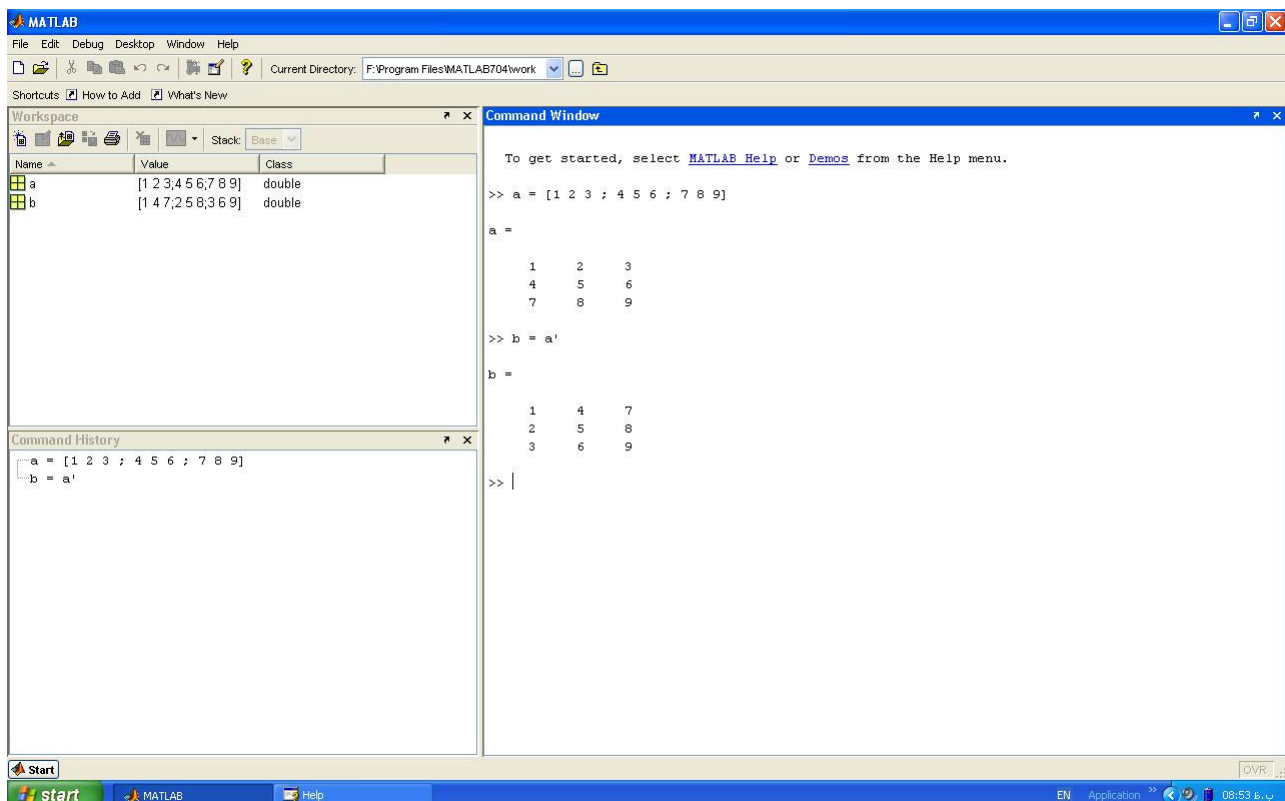 MATLAB
File Edit Debug Desktop Window Help
Current Directory: F:\Program Files\MATLAB704\work
Shortcuts How to Add What's New
Workspace
Stack: Base
Name Value Class
a [1 2 3;4 5 6;7 8 9] double
b [1 4 7;2 5 8;3 6 9] double
Command History
a = [1 2 3 ; 4 5 6 ; 7 8 9]
b = a'
Command Window
To get started, select MATLAB Help or Demos from the Help menu.
>> a = [1 2 3 ; 4 5 6 ; 7 8 9]
a =
1 2 3
4 5 6
7 8 9
>> b = a'
b =
1 4 7
2 5 8
3 6 9
>>
Start
OVR
start MATLAB Help EN Application 08:53 ب.ظ